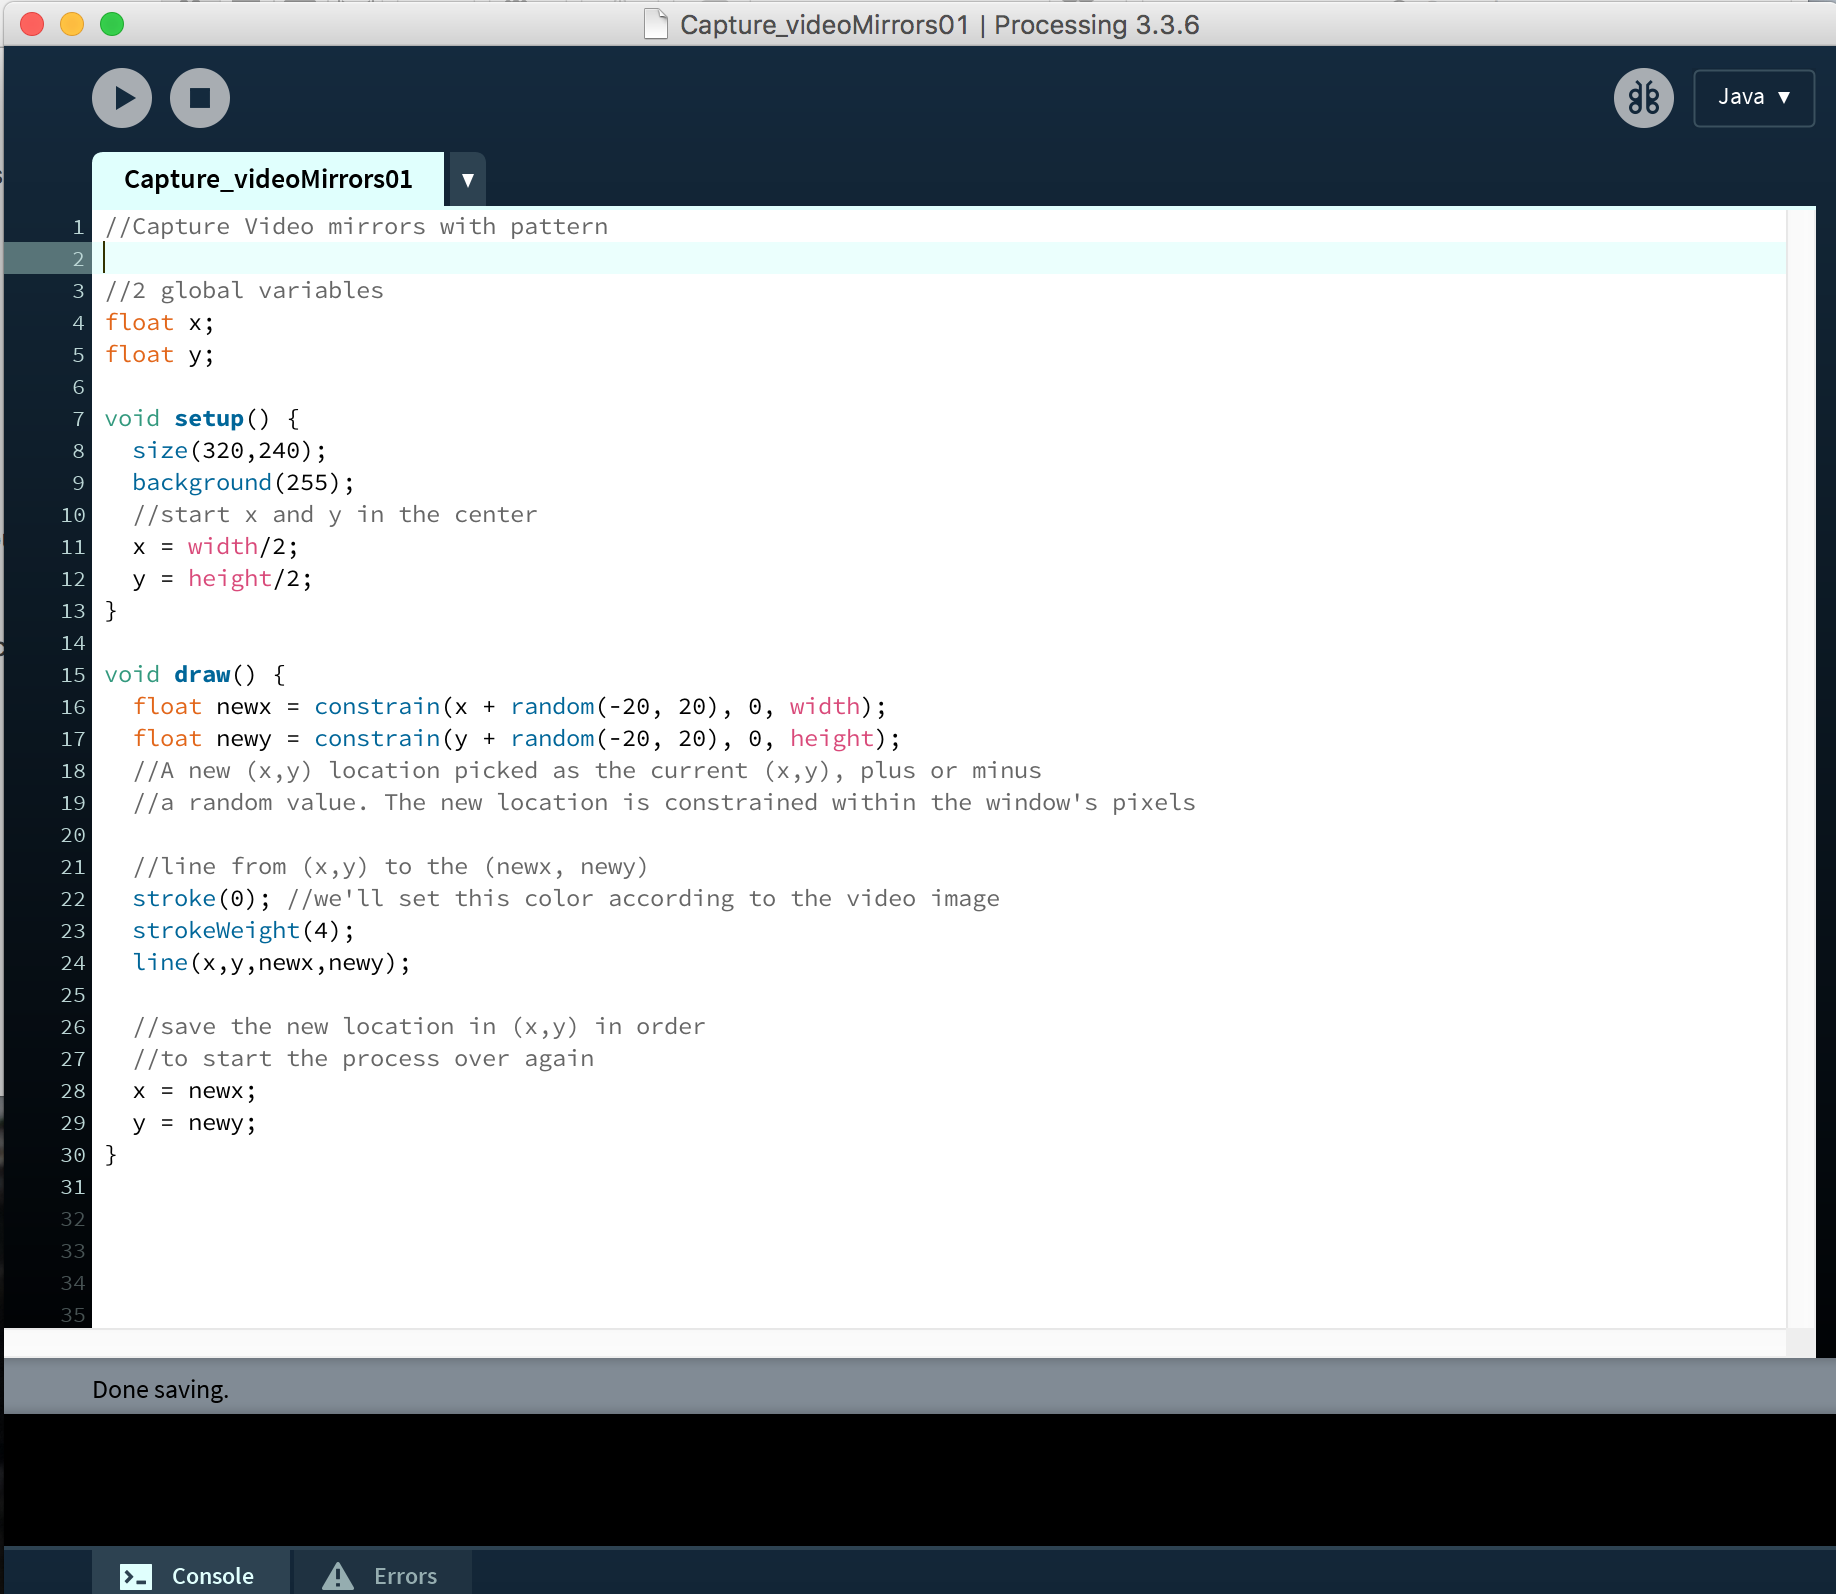 Capture_videoMirrors01 | Processing 3.3.6
Java ▼
Capture_videoMirrors01 ▼
1 //Capture Video mirrors with pattern
2
3 //2 global variables
4 float x;
5 float y;
6
7 void setup() {
8   size(320,240);
9   background(255);
10   //start x and y in the center
11   x = width/2;
12   y = height/2;
13 }
14
15 void draw() {
16   float newx = constrain(x + random(-20, 20), 0, width);
17   float newy = constrain(y + random(-20, 20), 0, height);
18   //A new (x,y) location picked as the current (x,y), plus or minus
19   //a random value. The new location is constrained within the window's pixels
20
21   //line from (x,y) to the (newx, newy)
22   stroke(0); //we'll set this color according to the video image
23   strokeWeight(4);
24   line(x,y,newx,newy);
25
26   //save the new location in (x,y) in order
27   //to start the process over again
28   x = newx;
29   y = newy;
30 }
31
32
33
34
35
Done saving.
Console
Errors